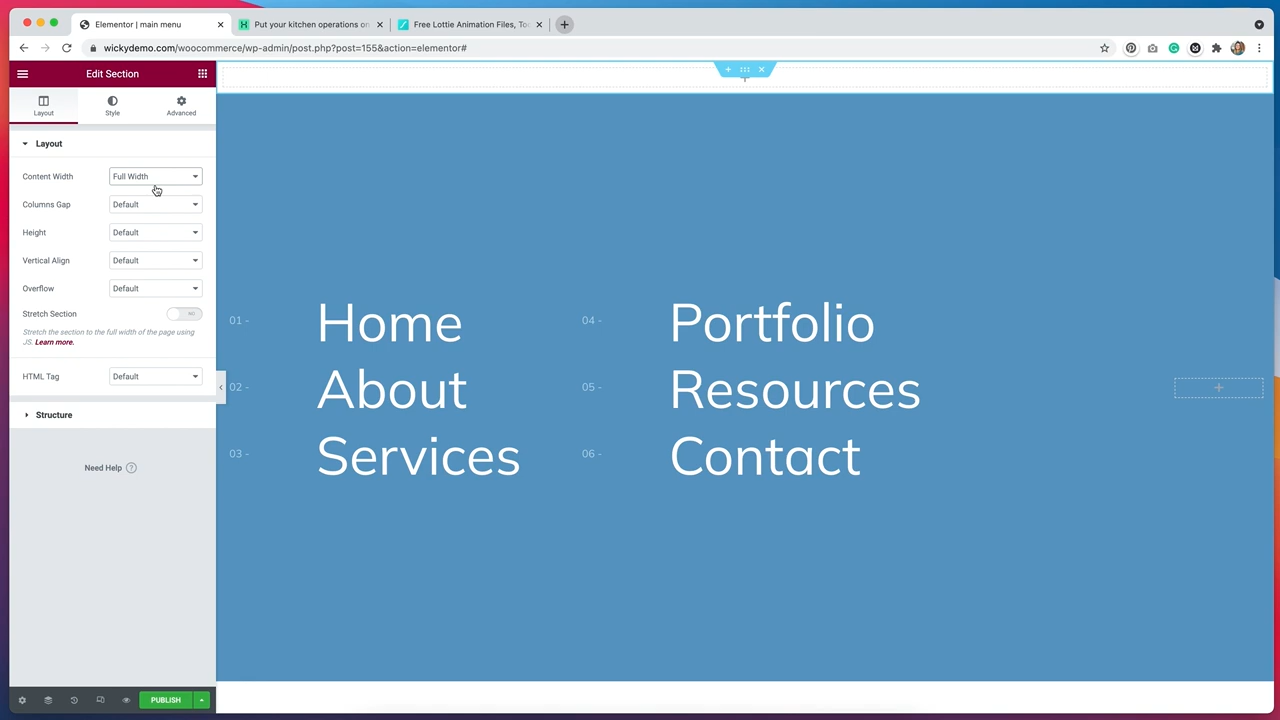 Elementor | main menu
Put your kitchen operations on
Free Lottie Animation Files, Too
wickydemo.com/woocommerce/wp-admin/post.php?post=155&action=elementor#
Edit Section
Layout
Style
Advanced
Layout
Content Width
Full Width
Columns Gap
Default
Height
Default
Vertical Align
Default
Overflow
Default
Stretch Section
NO
Stretch the section to the full width of the page using
JS. Learn more.
HTML Tag
Default
Structure
Need Help
PUBLISH
01 -
Home
02 -
About
03 -
Services
04 -
Portfolio
05 -
Resources
06 -
Contact